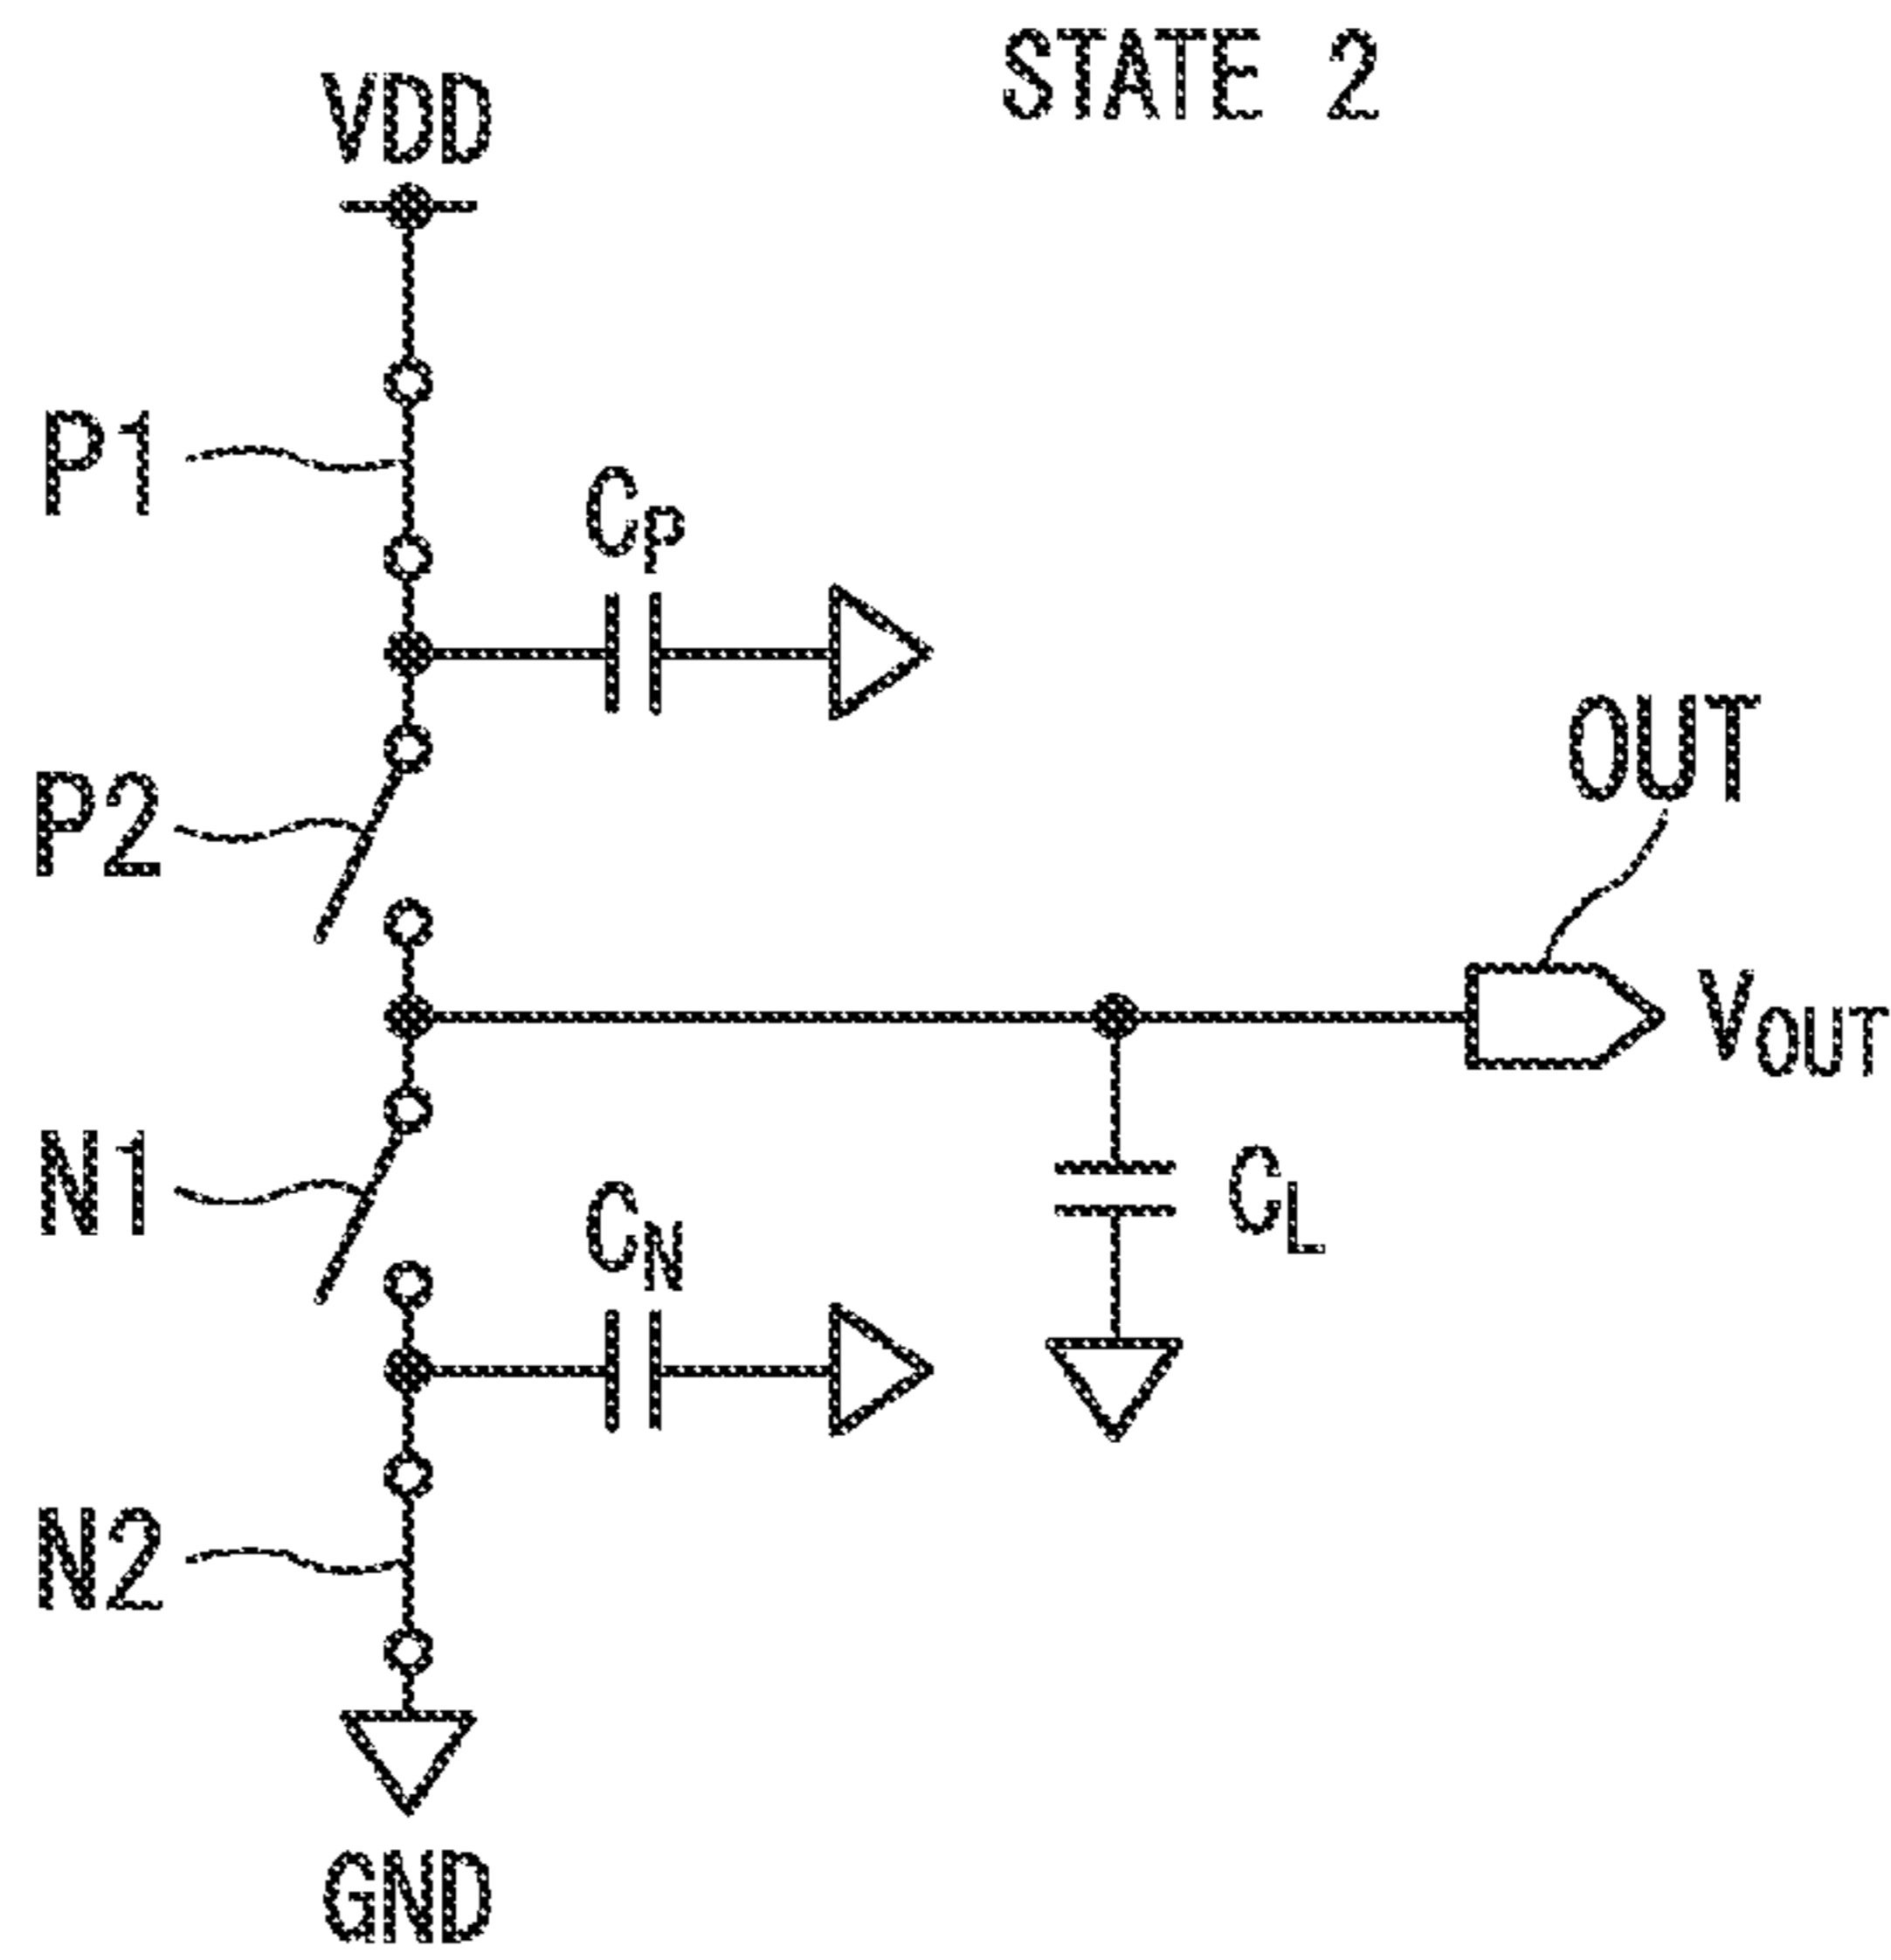 STATE 2
VDD
P1
CP
P2
OUT
VOUT
N1
CN
CL
N2
GND